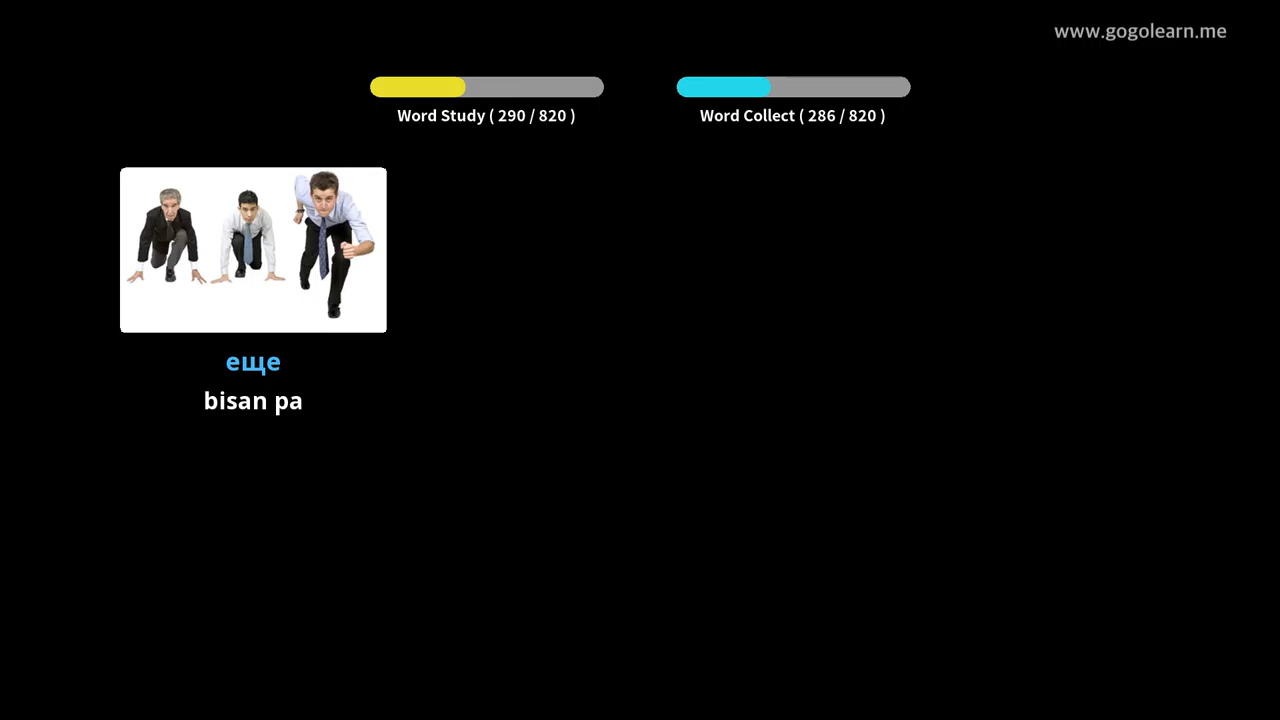 www.gogolearn.me
Word Study ( 290 / 820 )
Word Collect ( 286 / 820 )
еще
bisan pa